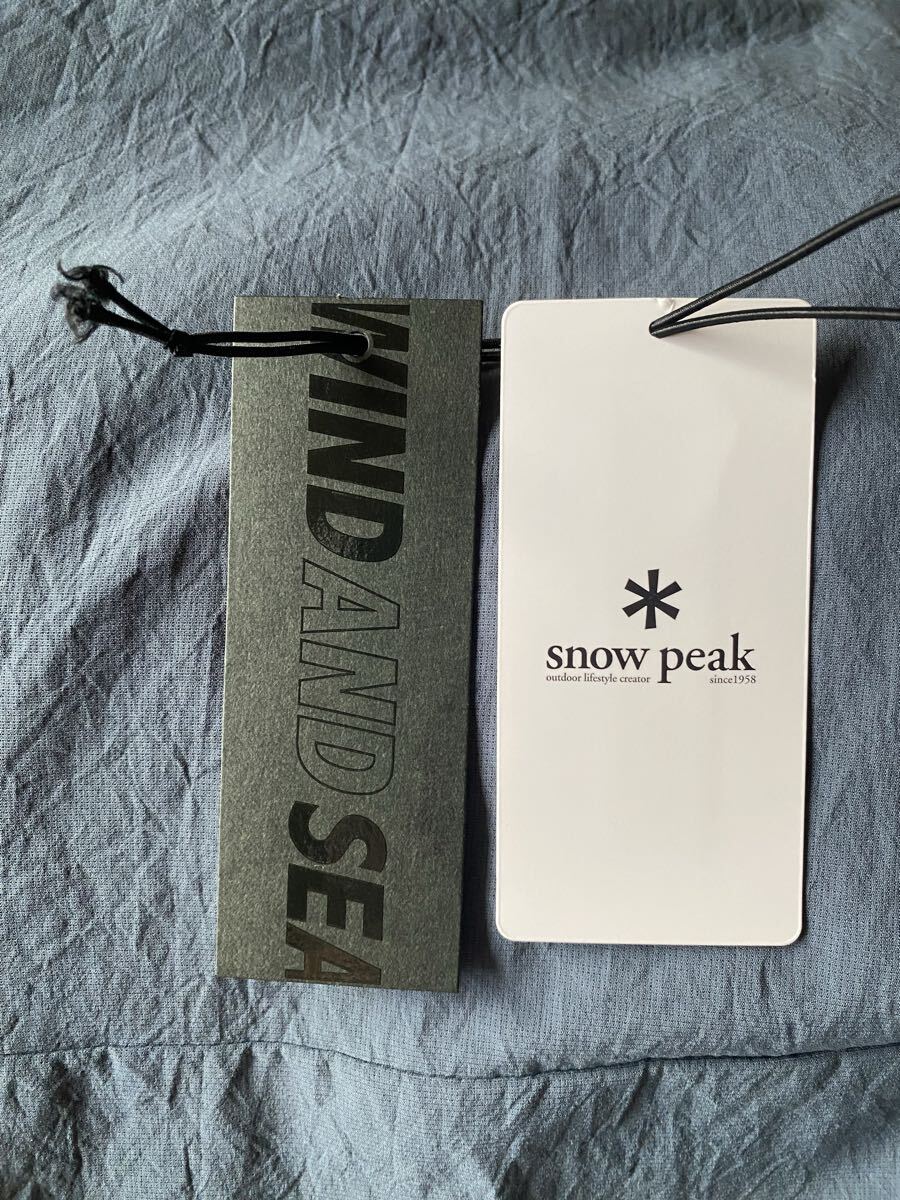 WINDANDSEA
snow peak
outdoor lifestyle creator since1958